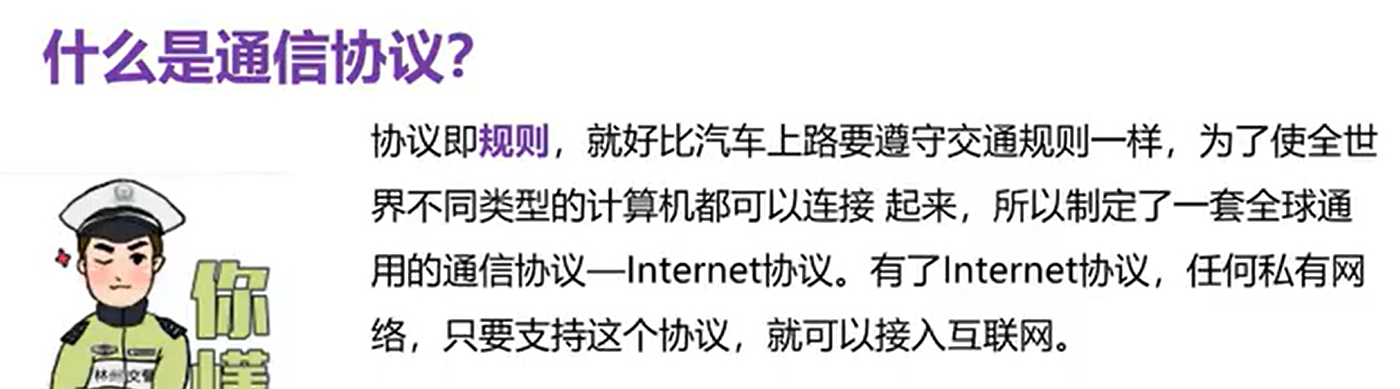 什么是通信协议？
协议即规则，就好比汽车上路要遵守交通规则一样，为了使全世
界不同类型的计算机都可以连接 起来，所以制定了一套全球通
用的通信协议—Internet协议。有了Internet协议，任何私有网
络，只要支持这个协议，就可以接入互联网。
你
懂